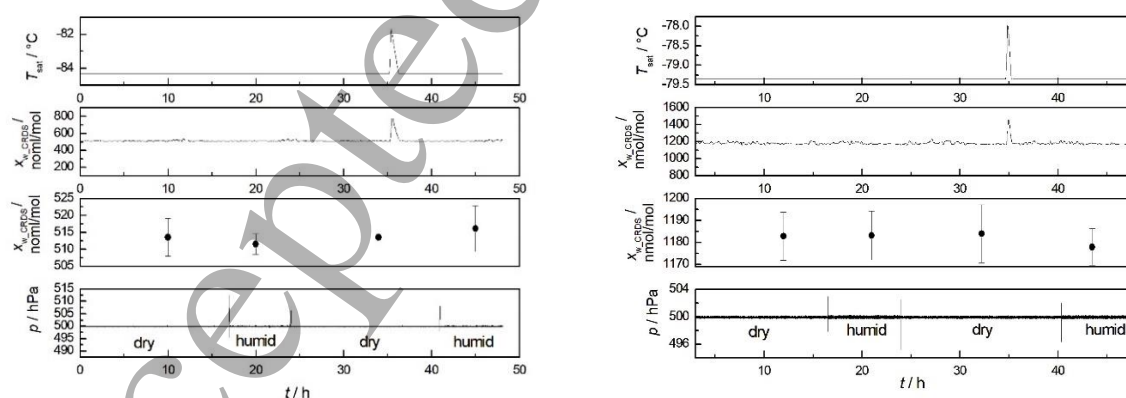 -82
-84
T_sat / °C
0 10 20 30 40 50
800
600
400
200
x_w_CRDS / noml/mol
0 10 20 30 40 50
525
520
515
510
505
x_w_CRDS / noml/mol
515
510
505
500
495
490
p / hPa
dry humid dry humid
0 10 20 30 40 50
t / h
-78.0
-78.5
-79.0
-79.5
T_sat / °C
10 20 30 40
1600
1400
1200
1000
800
x_w_CRDS / nmol/mol
10 20 30 40
1200
1190
1180
1170
x_w_CRDS / nmol/mol
504
500
496
p / hPa
dry humid dry humid
10 20 30 40
t / h